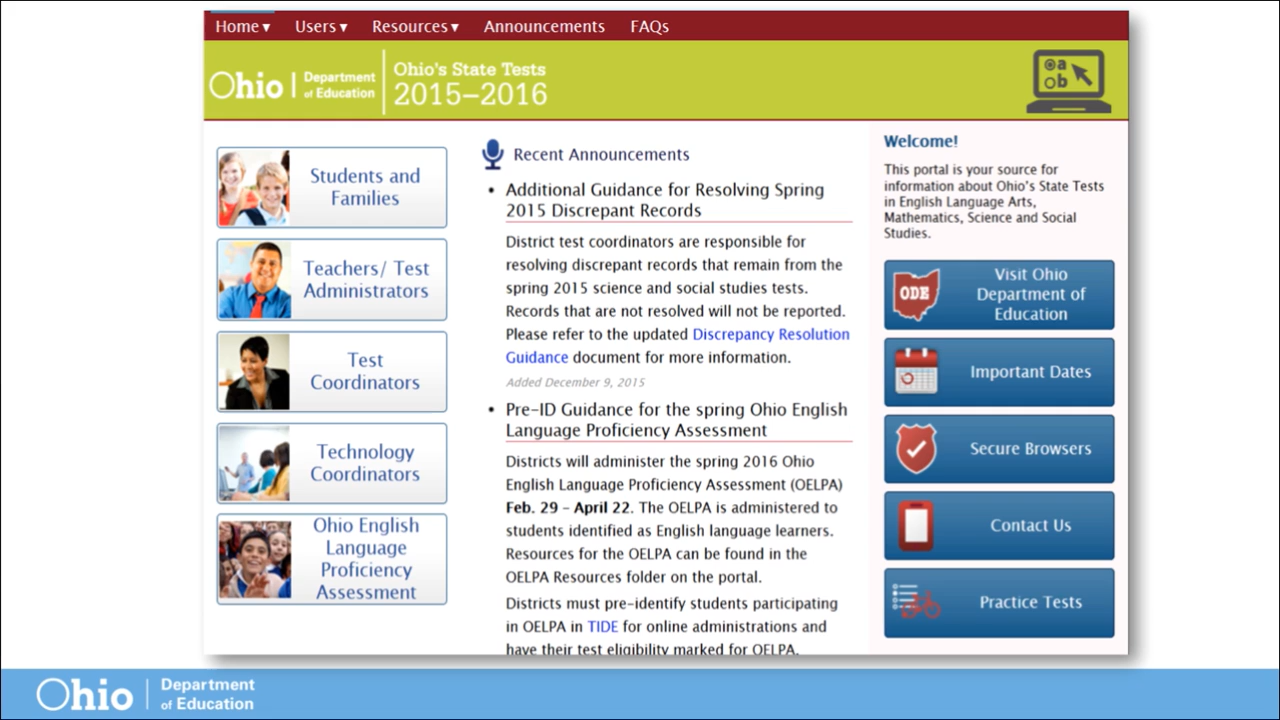 Home ▾ Users ▾ Resources ▾ Announcements FAQs
Ohio Department of Education
Ohio's State Tests
2015–2016
a
b
Students and
Families
Teachers/ Test
Administrators
Test
Coordinators
Technology
Coordinators
Ohio English
Language
Proficiency
Assessment
Recent Announcements
• Additional Guidance for Resolving Spring
2015 Discrepant Records
District test coordinators are responsible for
resolving discrepant records that remain from the
spring 2015 science and social studies tests.
Records that are not resolved will not be reported.
Please refer to the updated Discrepancy Resolution
Guidance document for more information.
Added December 9, 2015
• Pre-ID Guidance for the spring Ohio English
Language Proficiency Assessment
Districts will administer the spring 2016 Ohio
English Language Proficiency Assessment (OELPA)
Feb. 29 – April 22. The OELPA is administered to
students identified as English language learners.
Resources for the OELPA can be found in the
OELPA Resources folder on the portal.
Districts must pre-identify students participating
in OELPA in TIDE for online administrations and
have their test eligibility marked for OELPA.
Welcome!
This portal is your source for
information about Ohio's State Tests
in English Language Arts,
Mathematics, Science and Social
Studies.
ODE
Visit Ohio
Department of
Education
Important Dates
Secure Browsers
Contact Us
Practice Tests
Ohio Department of Education